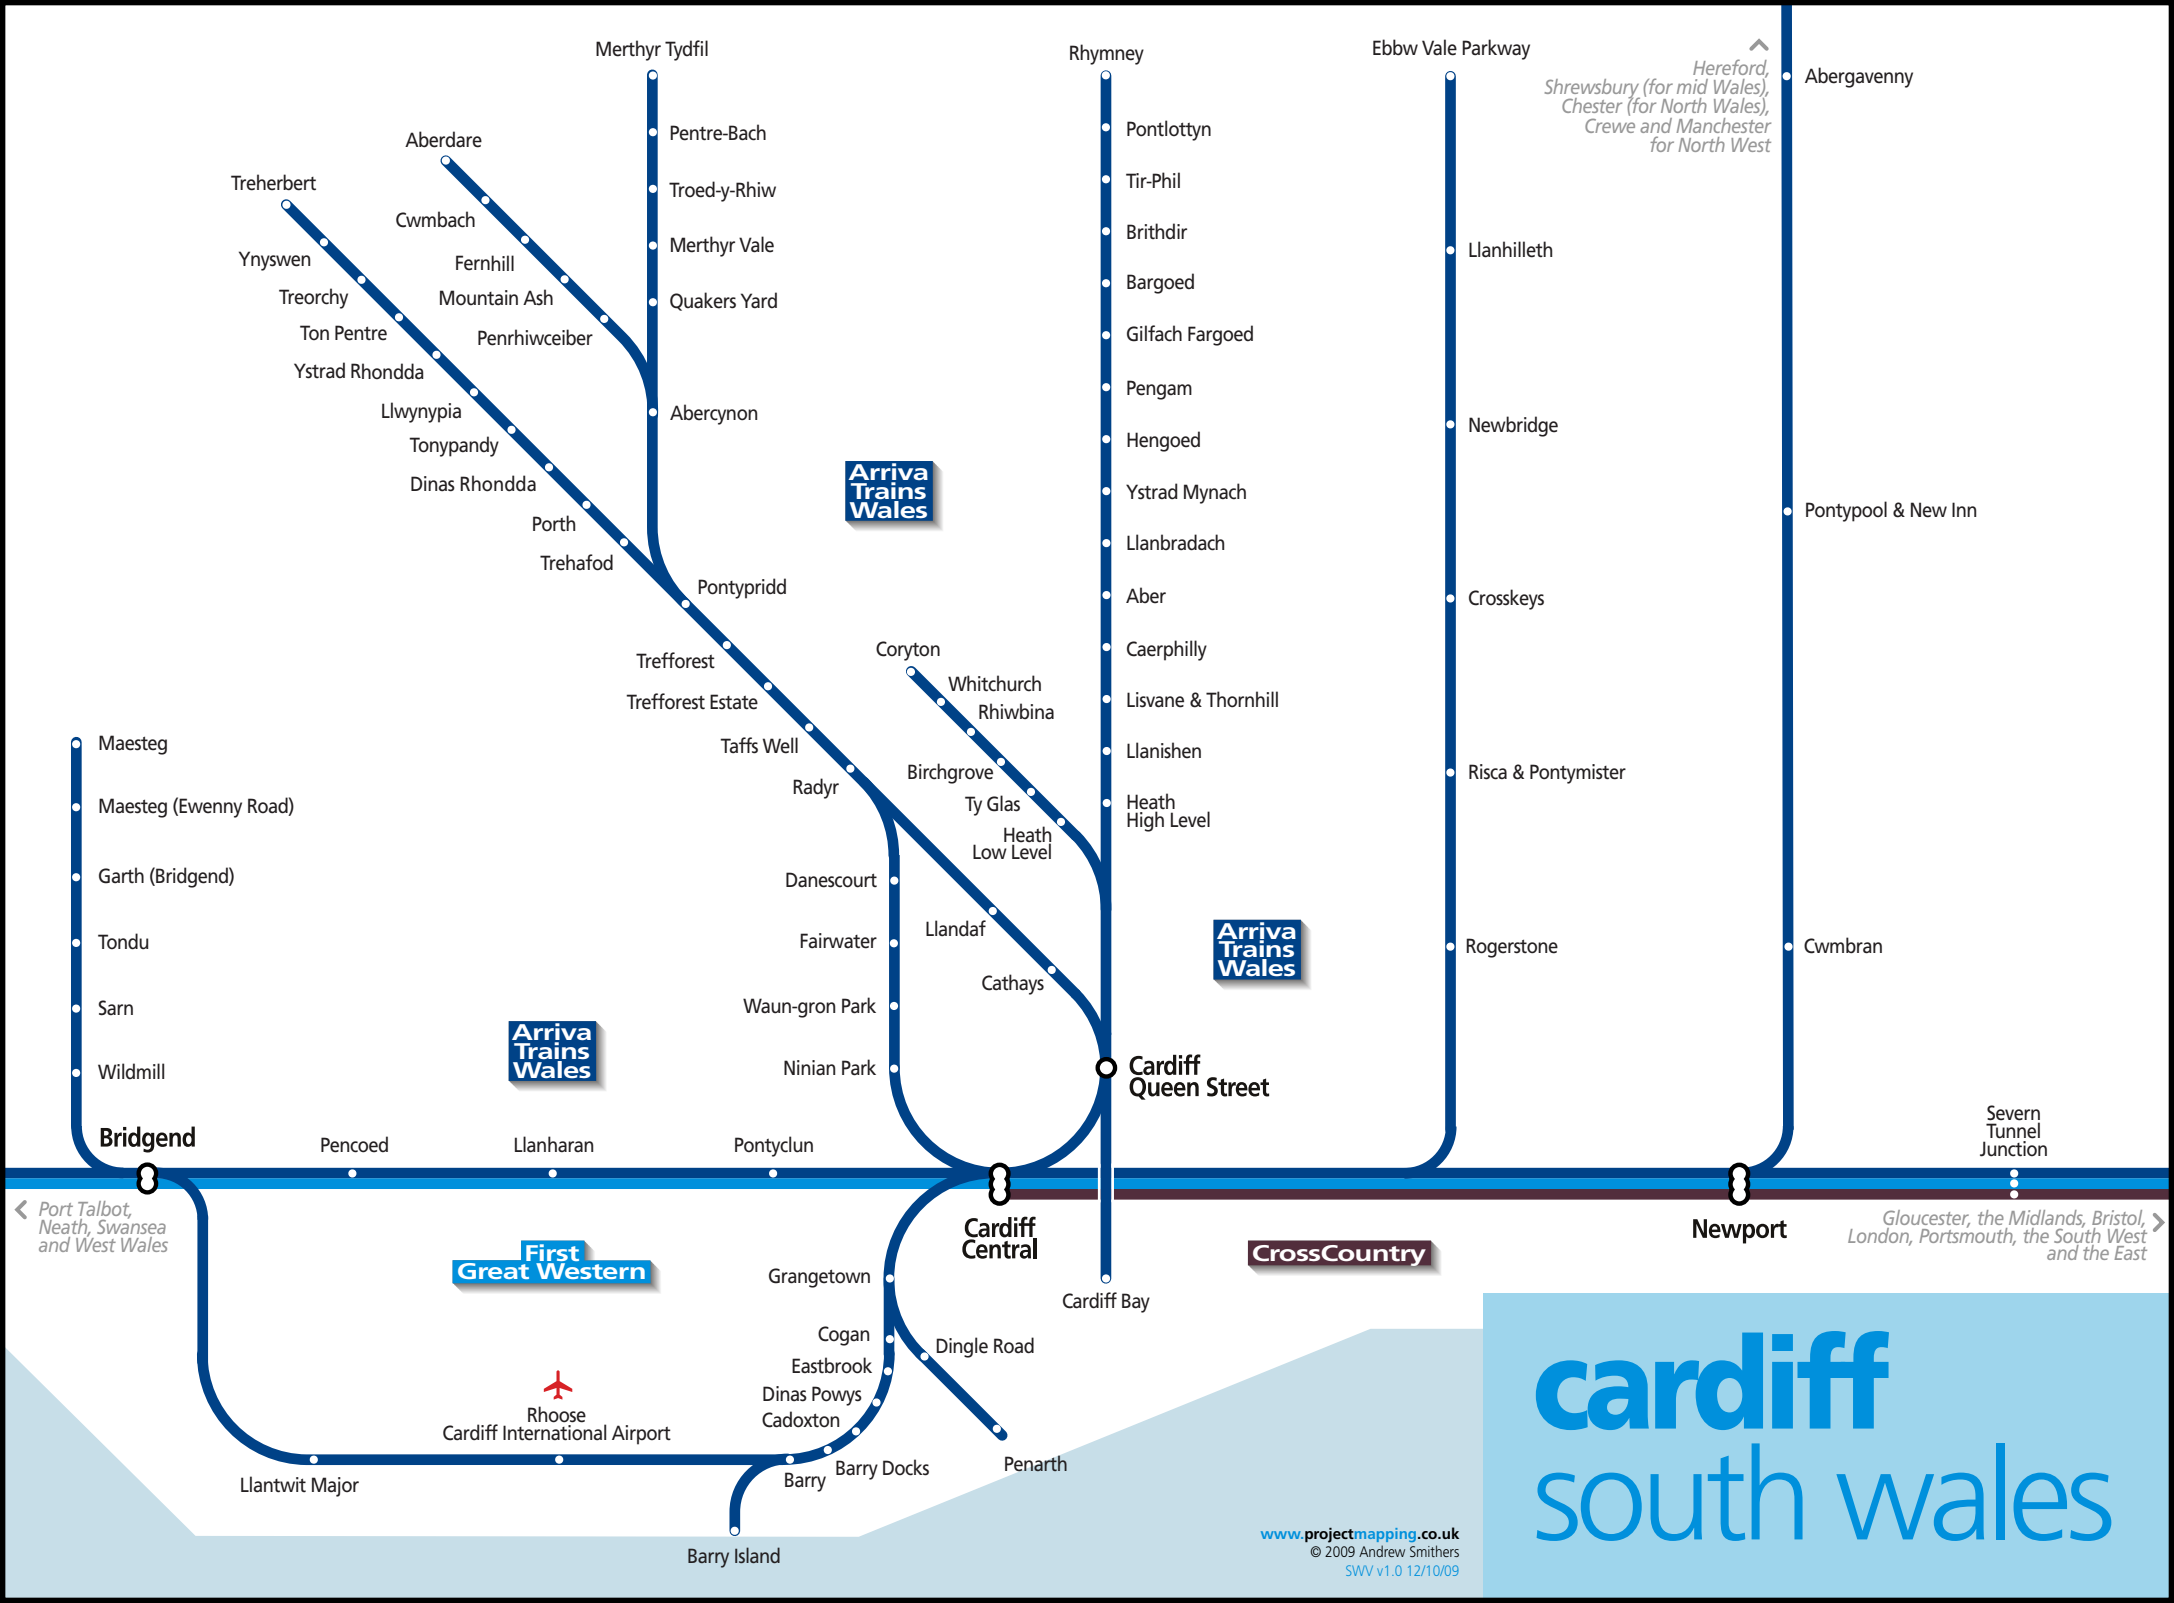 Merthyr Tydfil
Pentre-Bach
Troed-y-Rhiw
Merthyr Vale
Quakers Yard
Abercynon
Aberdare
Cwmbach
Fernhill
Mountain Ash
Penrhiwceiber
Treherbert
Ynyswen
Treorchy
Ton Pentre
Ystrad Rhondda
Llwynypia
Tonypandy
Dinas Rhondda
Porth
Trehafod
Pontypridd
Trefforest
Trefforest Estate
Taffs Well
Radyr
Danescourt
Fairwater
Waun-gron Park
Ninian Park
Llandaf
Cathays
Arriva
Trains
Wales
Rhymney
Pontlottyn
Tir-Phil
Brithdir
Bargoed
Gilfach Fargoed
Pengam
Hengoed
Ystrad Mynach
Llanbradach
Aber
Caerphilly
Lisvane & Thornhill
Llanishen
Heath
High Level
Coryton
Whitchurch
Rhiwbina
Birchgrove
Ty Glas
Heath
Low Level
Arriva
Trains
Wales
Cardiff
Queen Street
Ebbw Vale Parkway
Llanhilleth
Newbridge
Crosskeys
Risca & Pontymister
Rogerstone
Hereford,
Shrewsbury (for mid Wales),
Chester (for North Wales),
Crewe and Manchester
for North West
Abergavenny
Pontypool & New Inn
Cwmbran
Maesteg
Maesteg (Ewenny Road)
Garth (Bridgend)
Tondu
Sarn
Wildmill
Arriva
Trains
Wales
Bridgend
Pencoed
Llanharan
Pontyclun
Severn
Tunnel
Junction
Port Talbot,
Neath, Swansea
and West Wales
Cardiff
Central
Newport
Gloucester, the Midlands, Bristol,
London, Portsmouth, the South West
and the East
First
Great Western
CrossCountry
Grangetown
Cardiff Bay
Cogan
Eastbrook
Dinas Powys
Cadoxton
Barry Docks
Barry
Dingle Road
Penarth
Rhoose
Cardiff International Airport
Llantwit Major
Barry Island
www.projectmapping.co.uk
© 2009 Andrew Smithers
SWV v1.0 12/10/09
cardiff
south wales